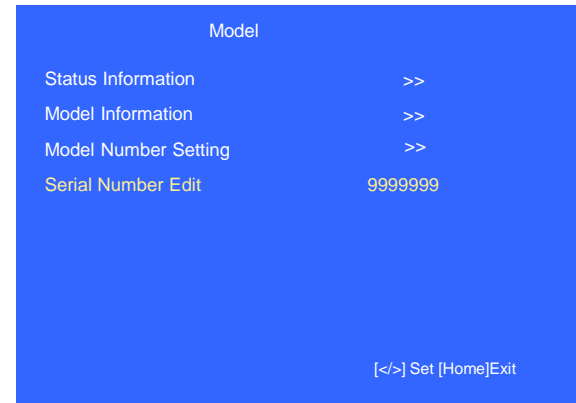 Model
Status Information >>
Model Information >>
Model Number Setting >>
Serial Number Edit 9999999
[</>] Set [Home]Exit